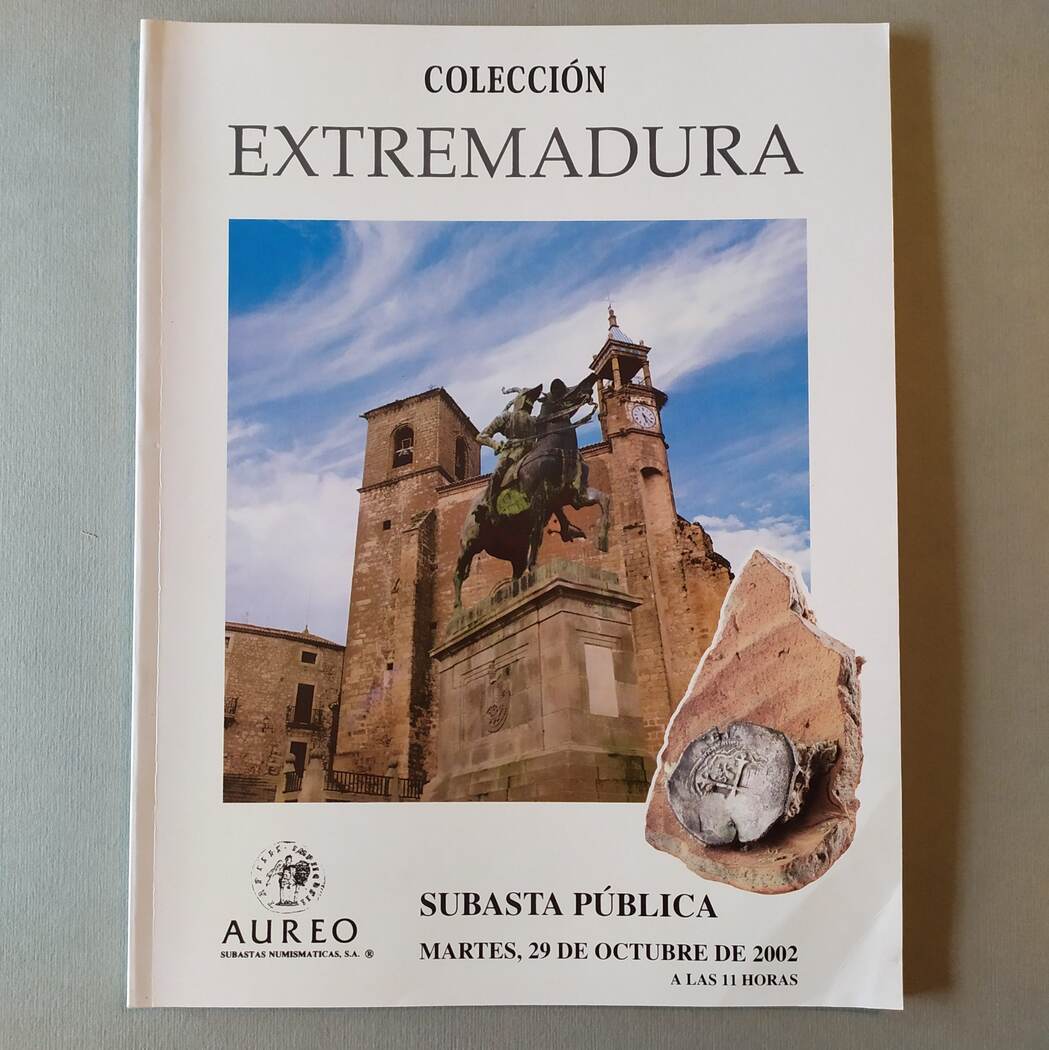 COLECCIÓN
EXTREMADURA
AUREO
SUBASTAS NUMISMATICAS, S.A. ®
SUBASTA PÚBLICA
MARTES, 29 DE OCTUBRE DE 2002
A LAS 11 HORAS